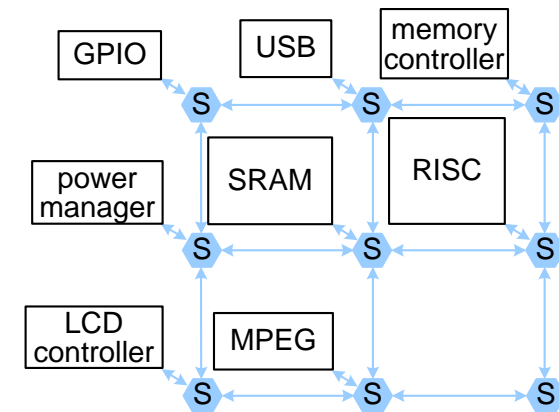 GPIO
USB
memory
controller
S
S
S
power
manager
SRAM
RISC
S
S
S
LCD
controller
MPEG
S
S
S